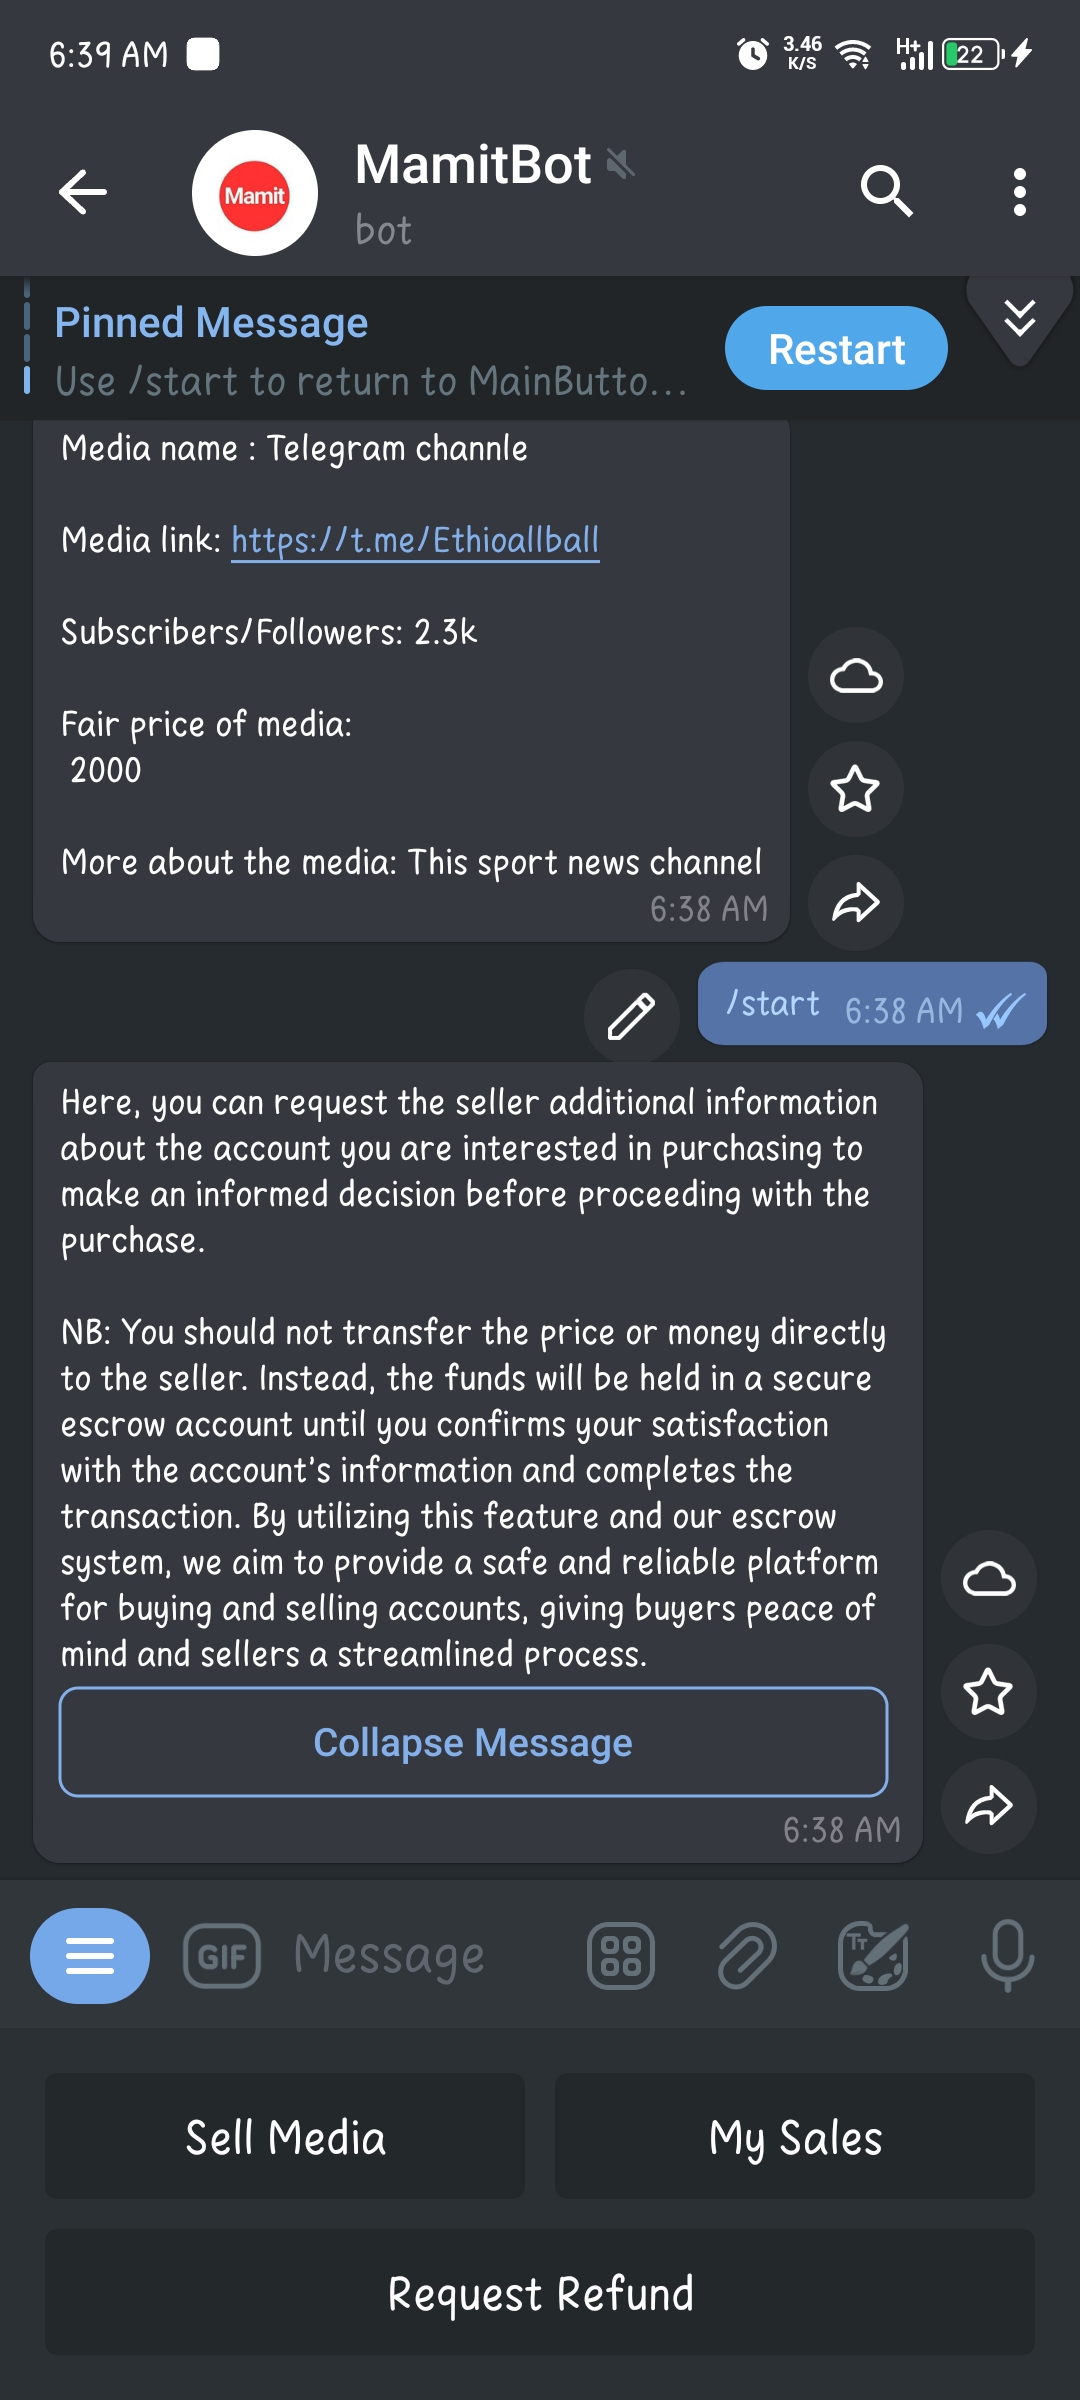 6:39 AM
3.46
K/S
H+
22
Mamit
MamitBot
bot
Pinned Message
Use /start to return to MainButto...
Restart
Media name : Telegram channle
Media link: https://t.me/Ethioallball
Subscribers/Followers: 2.3k
Fair price of media:
2000
More about the media: This sport news channel
6:38 AM
/start 6:38 AM
Here, you can request the seller additional information
about the account you are interested in purchasing to
make an informed decision before proceeding with the
purchase.
NB: You should not transfer the price or money directly
to the seller. Instead, the funds will be held in a secure
escrow account until you confirms your satisfaction
with the account's information and completes the
transaction. By utilizing this feature and our escrow
system, we aim to provide a safe and reliable platform
for buying and selling accounts, giving buyers peace of
mind and sellers a streamlined process.
Collapse Message
6:38 AM
GIF
Message
TT
Sell Media
My Sales
Request Refund